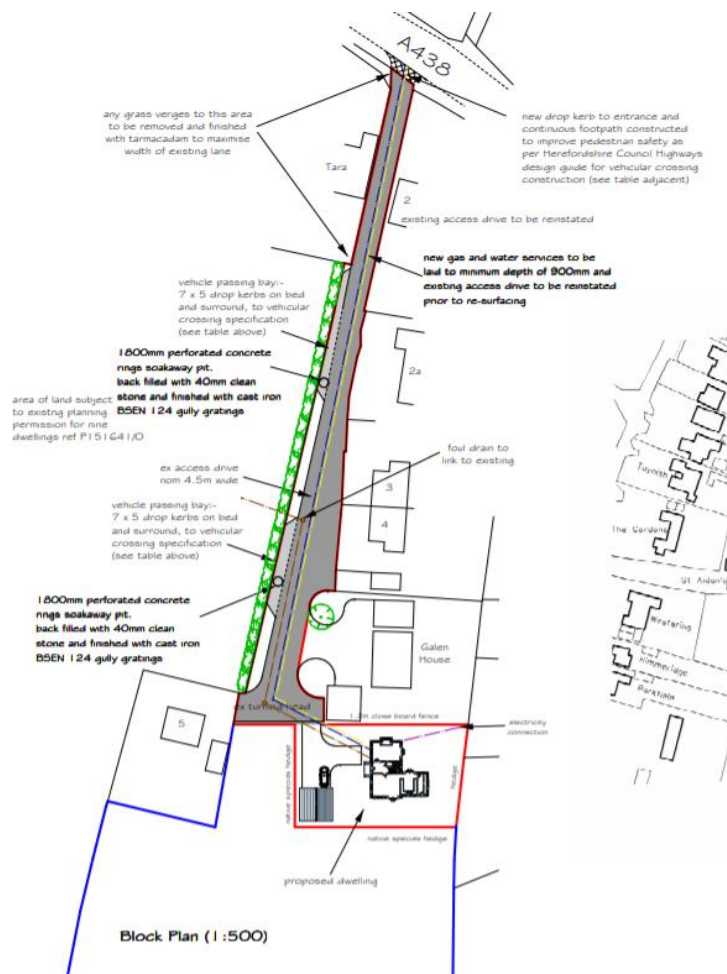 A438
any grass verges to this area
to be removed and finished
with tarmacadam to maximise
width of existing lane
new drop kerb to entrance and
continuous footpath constructed
to improve pedestrian safety as
per Herefordshire Council Highways
design guide for vehicular crossing
construction (see table adjacent)
Tara
2
existing access drive to be reinstated
new gas and water services to be
laid to minimum depth of 900mm and
existing access drive to be reinstated
prior to re-surfacing
vehicle passing bay:-
7 x 5 drop kerbs on bed
and surround, to vehicular
crossing specification
(see table above)
1800mm perforated concrete
rings soakaway pit.
back filled with 40mm clean
stone and finished with cast iron
BSEN 124 gully gratings
2a
area of land subject
to existing planning
permission for nine
dwellings ref P151641/O
foul drain to
link to existing
ex access drive
nom 4.5m wide
3
4
vehicle passing bay:-
7 x 5 drop kerbs on bed
and surround, to vehicular
crossing specification
(see table above)
1800mm perforated concrete
rings soakaway pit.
back filled with 40mm clean
stone and finished with cast iron
BSEN 124 gully gratings
Galen
House
ex turning head
close board fence
electricity
connection
5
native species hedge
hedge
native species hedge
proposed dwelling
Block Plan (1:500)
The Gardens
Westering
Kimmeridge